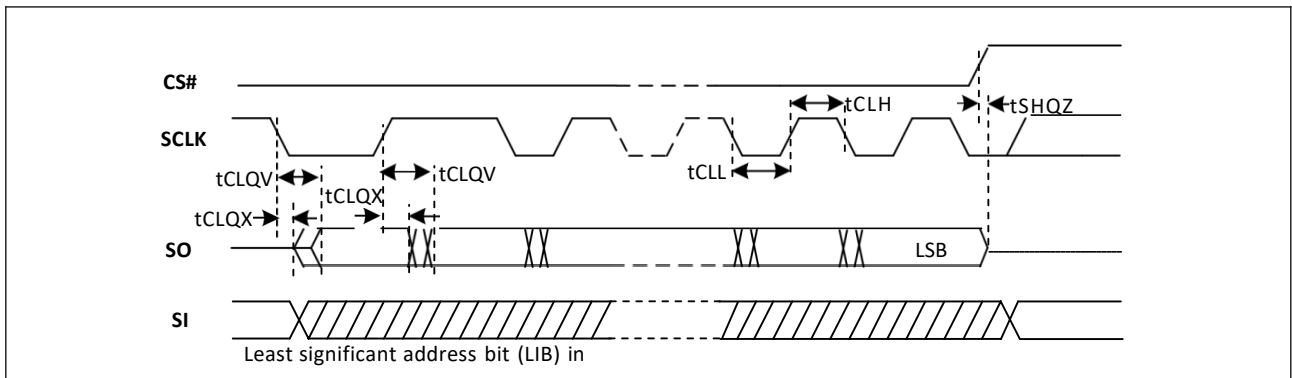 CS#
tCLH
tSHQZ
SCLK
tCLQV
tCLQX
tCLQV
tCLL
tCLQX
SO
LSB
SI
Least significant address bit (LIB) in